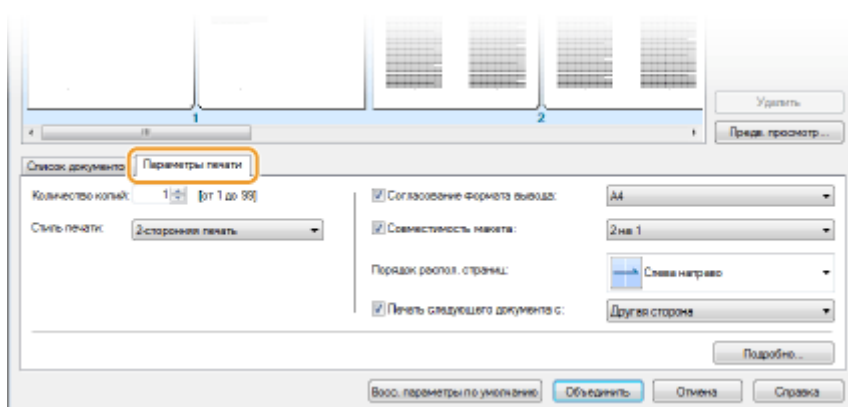 Удалить
1
2
Предв. просмотр...
Список документо
Параметры печати
Количество копий: 1 [от 1 до 99]
Согласование формата вывода: A4
Стиль печати: 2-сторонняя печать
Совместимость макета: 2 на 1
Порядок распол. страниц: Слева направо
Печать следующего документа с: Другая сторона
Подробно...
Восс. параметры по умолчанию
Объединить
Отмена
Справка